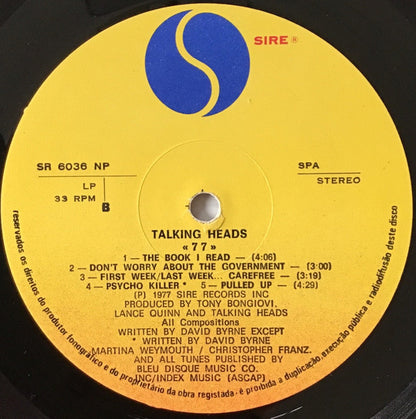 SIRE ®
SR 6036 NP
SPA
LP
STEREO
33 RPM
B
TALKING HEADS
«77»
1 — THE BOOK I READ — (4:06)
2 — DON'T WORRY ABOUT THE GOVERNMENT — (3:00)
3 — FIRST WEEK/LAST WEEK... CAREFREE — (3:19)
4 — PSYCHO KILLER * 5 — PULLED UP — (4:29)
(P) 1977 SIRE RECORDS INC
PRODUCED BY TONY BONGIOVI,
LANCE QUINN AND TALKING HEADS
All Compositions
WRITTEN BY DAVID BYRNE EXCEPT
* WRITTEN BY DAVID BYRNE
MARTINA WEYMOUTH / CHRISTOPHER FRANZ.
AND ALL TUNES PUBLISHED BY
BLEU DISQUE MUSIC CO.
INC/INDEX MUSIC (ASCAP)
reservados os direitos do produtor fonográfico e do proprietário da obra registada · é proibida a duplicação, execução pública e radiodifusão deste disco